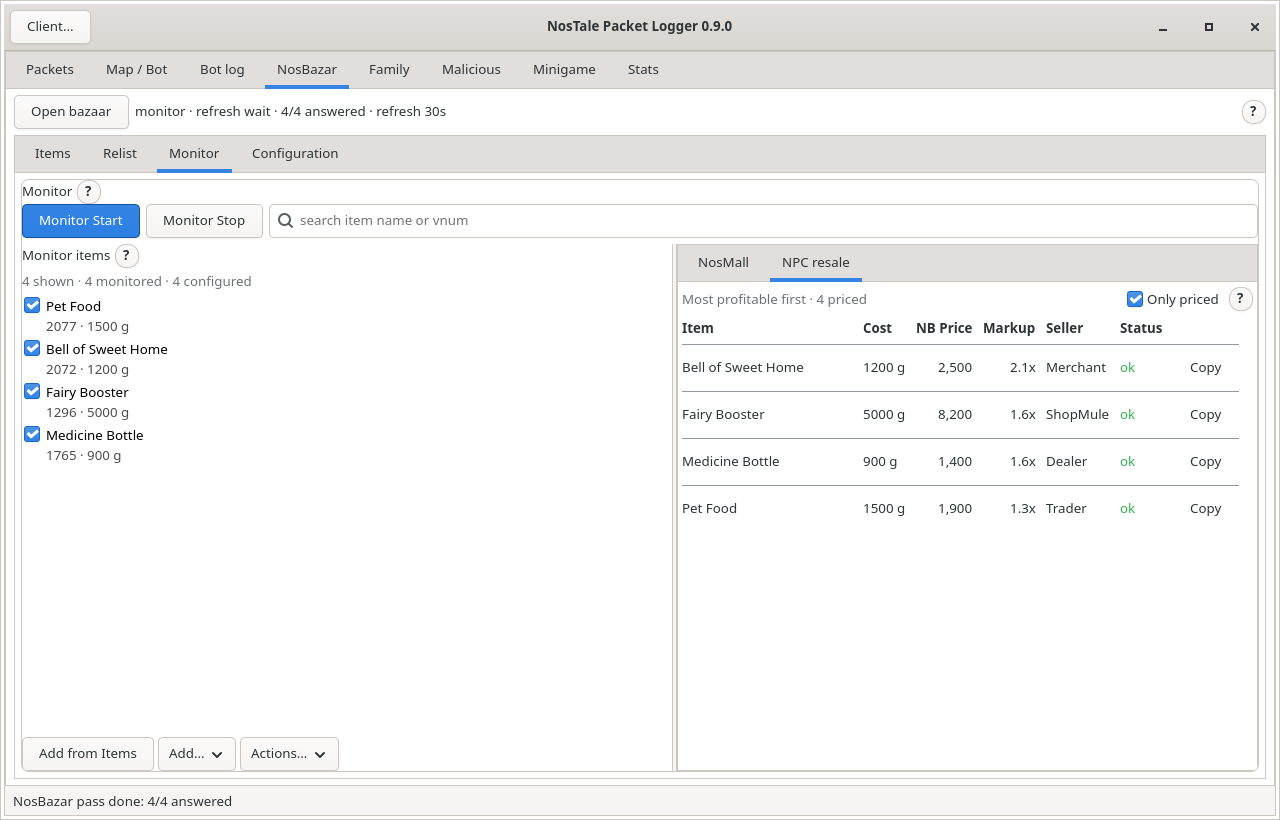 Client...
NosTale Packet Logger 0.9.0
Packets Map / Bot Bot log NosBazar Family Malicious Minigame Stats
Open bazaar monitor · refresh wait · 4/4 answered · refresh 30s ?
Items Relist Monitor Configuration
Monitor ?
Monitor Start Monitor Stop search item name or vnum
Monitor items ?
4 shown · 4 monitored · 4 configured
Pet Food
2077 · 1500 g
Bell of Sweet Home
2072 · 1200 g
Fairy Booster
1296 · 5000 g
Medicine Bottle
1765 · 900 g
Add from Items Add... Actions...
NosMall NPC resale
Most profitable first · 4 priced Only priced ?
Item Cost NB Price Markup Seller Status
Bell of Sweet Home 1200 g 2,500 2.1x Merchant ok Copy
Fairy Booster 5000 g 8,200 1.6x ShopMule ok Copy
Medicine Bottle 900 g 1,400 1.6x Dealer ok Copy
Pet Food 1500 g 1,900 1.3x Trader ok Copy
NosBazar pass done: 4/4 answered